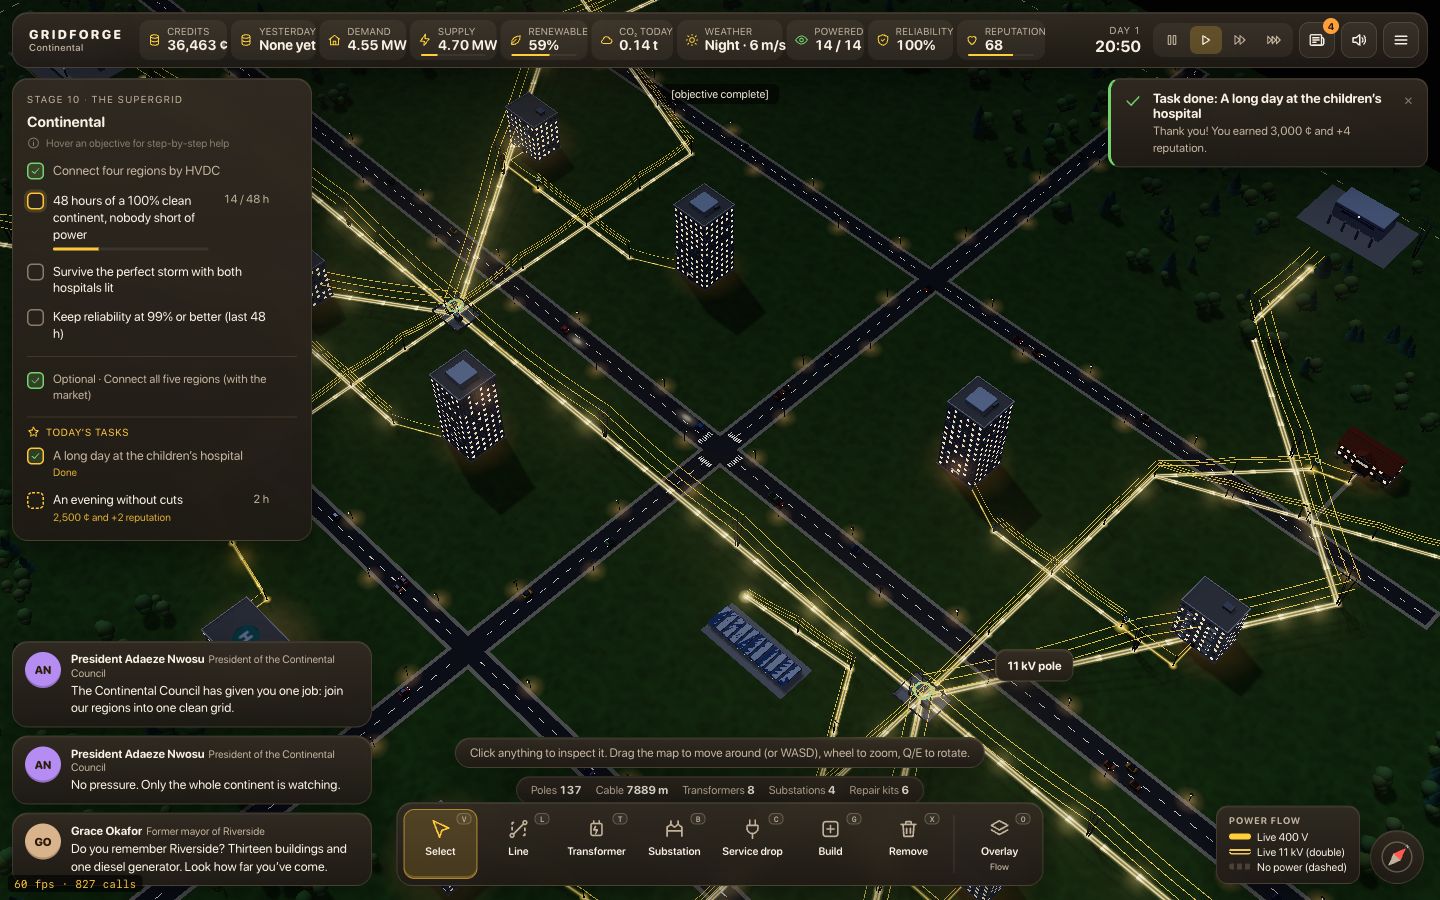 GRIDFORGE
Continental
CREDITS
36,463 ¢
YESTERDAY
None yet
DEMAND
4.55 MW
SUPPLY
4.70 MW
RENEWABLE
59%
CO₂ TODAY
0.14 t
WEATHER
Night · 6 m/s
POWERED
14 / 14
RELIABILITY
100%
REPUTATION
68
DAY 1
20:50
4
STAGE 10 · THE SUPERGRID
Continental
Hover an objective for step-by-step help
Connect four regions by HVDC
48 hours of a 100% clean
continent, nobody short of
power
14 / 48 h
Survive the perfect storm with both
hospitals lit
Keep reliability at 99% or better (last 48
h)
Optional · Connect all five regions (with the
market)
TODAY'S TASKS
A long day at the children's hospital
Done
An evening without cuts
2 h
2,500 ¢ and +2 reputation
[objective complete]
Task done: A long day at the children's
hospital
×
Thank you! You earned 3,000 ¢ and +4
reputation.
H
11 kV pole
AN
President Adaeze Nwosu President of the Continental
Council
The Continental Council has given you one job: join
our regions into one clean grid.
AN
President Adaeze Nwosu President of the Continental
Council
No pressure. Only the whole continent is watching.
GO
Grace Okafor Former mayor of Riverside
Do you remember Riverside? Thirteen buildings and
one diesel generator. Look how far you've come.
60 fps · 827 calls
Click anything to inspect it. Drag the map to move around (or WASD), wheel to zoom, Q/E to rotate.
Poles 137 Cable 7889 m Transformers 8 Substations 4 Repair kits 6
V
Select
L
Line
T
Transformer
B
Substation
C
Service drop
G
Build
X
Remove
O
Overlay
Flow
POWER FLOW
Live 400 V
Live 11 kV (double)
No power (dashed)